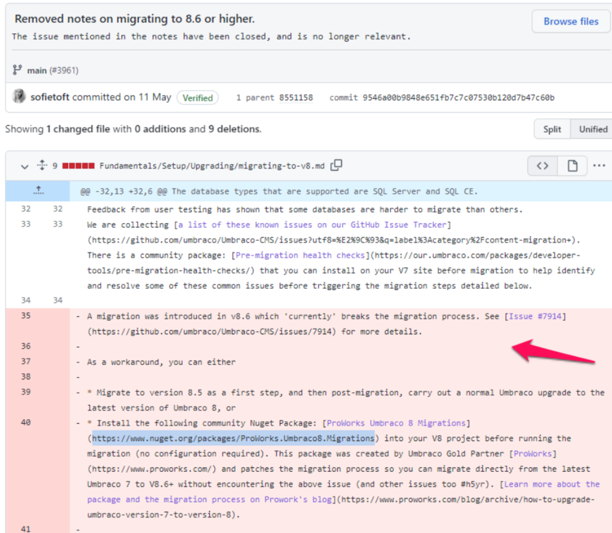 Removed notes on migrating to 8.6 or higher.
Browse files
The issue mentioned in the notes have been closed, and is no longer relevant.
main (#3961)
sofietoft committed on 11 May Verified 1 parent 8551158 commit 9546a00b9848e651fb7c7c07530b120d7b47c60b
Showing 1 changed file with 0 additions and 9 deletions.
Split Unified
9 Fundamentals/Setup/Upgrading/migrating-to-v8.md
@@ -32,13 +32,6 @@ The database types that are supported are SQL Server and SQL CE.
32 32 Feedback from user testing has shown that some databases are harder to migrate than others.
33 33 We are collecting [a list of these known issues on our GitHub Issue Tracker]
(https://github.com/umbraco/Umbraco-CMS/issues?utf8=%E2%9C%93&q=label%3Acategory%2Fcontent-migration+).
There is a community package: [Pre-migration health checks](https://our.umbraco.com/packages/developer-
tools/pre-migration-health-checks/) that you can install on your V7 site before migration to help identify
and resolve some of these common issues before triggering the migration steps detailed below.
34 34
35 - A migration was introduced in v8.6 which 'currently' breaks the migration process. See [Issue #7914]
(https://github.com/umbraco/Umbraco-CMS/issues/7914) for more details.
36 -
37 - As a workaround, you can either
38 -
39 - * Migrate to version 8.5 as a first step, and then post-migration, carry out a normal Umbraco upgrade to the
latest version of Umbraco 8, or
40 - * Install the following community Nuget Package: [ProWorks Umbraco 8 Migrations]
(https://www.nuget.org/packages/ProWorks.Umbraco8.Migrations) into your V8 project before running the
migration (no configuration required). This package was created by Umbraco Gold Partner [ProWorks]
(https://www.proworks.com/) and patches the migration process so you can migrate directly from the latest
Umbraco 7 to V8.6+ without encountering the above issue (and other issues too #h5yr). [Learn more about the
package and the migration process on Prowork's blog](https://www.proworks.com/blog/archive/how-to-upgrade-
umbraco-version-7-to-version-8).
41 -